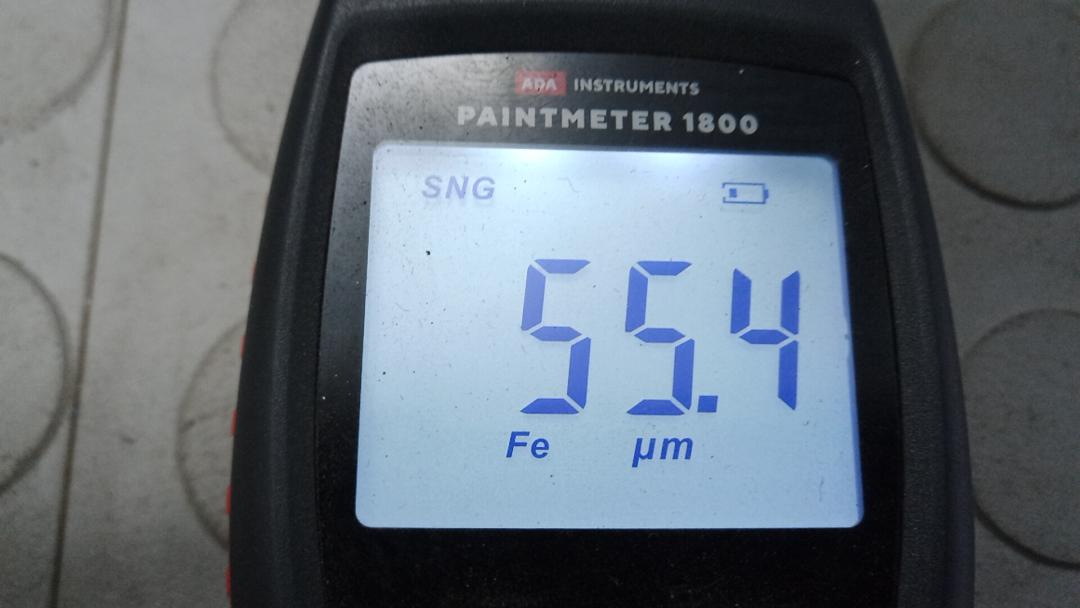 ADA INSTRUMENTS
PAINTMETER 1800
SNG
55.4
Fe µm